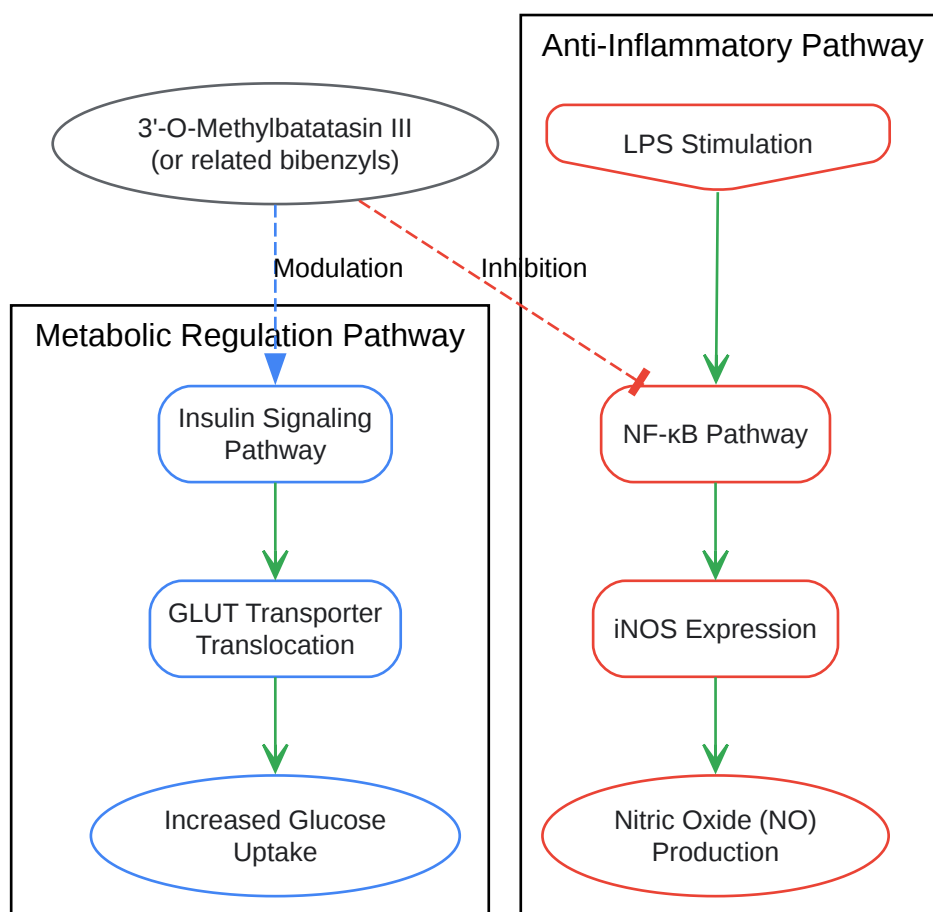 Anti-Inflammatory Pathway
3'-O-Methylbatatasin III
(or related bibenzyls)
LPS Stimulation
Modulation
Inhibition
Metabolic Regulation Pathway
Insulin Signaling
Pathway
NF-κB Pathway
GLUT Transporter
Translocation
iNOS Expression
Increased Glucose
Uptake
Nitric Oxide (NO)
Production